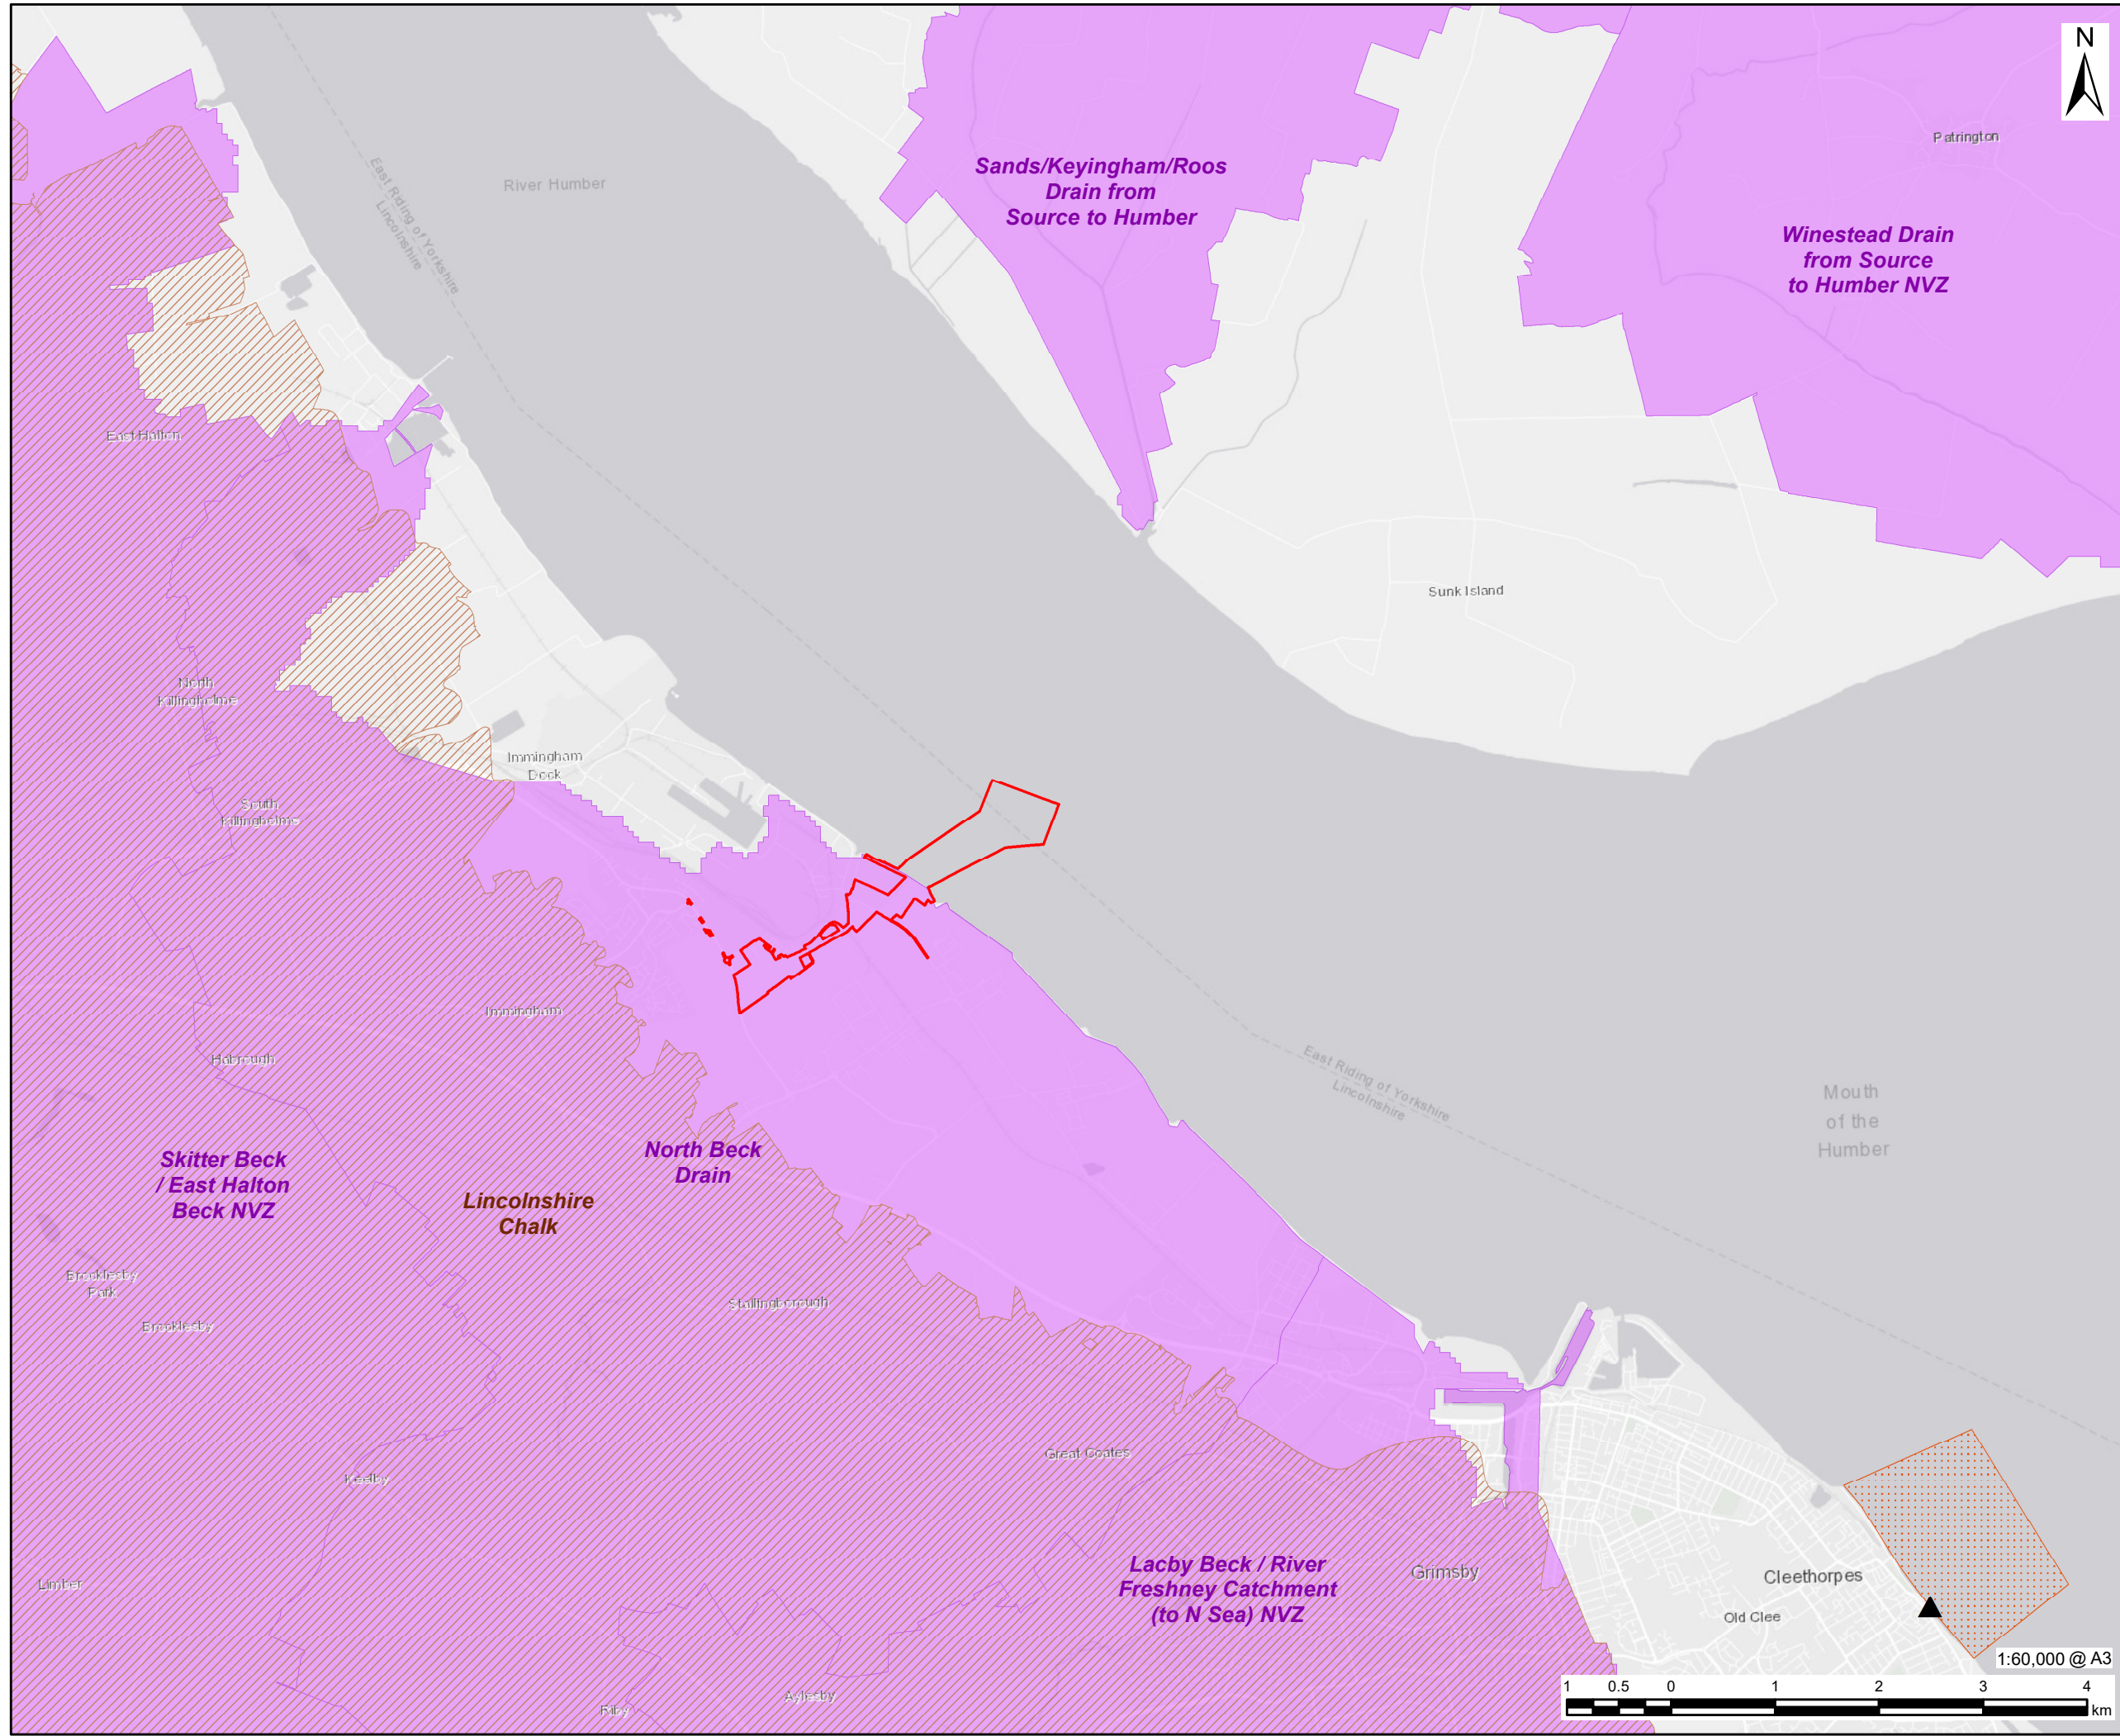 N
Patrington
East Riding of Yorkshire
Lincolnshire
River Humber
Sands/Keyingham/Roos
Drain from
Source to Humber
Winestead Drain
from Source
to Humber NVZ
East Halton
Sunk Island
North
Killingholme
Immingham
Dock
South
Killingholme
Immingham
Habrough
East Riding of Yorkshire
Lincolnshire
Mouth
of the
Humber
Skitter Beck
/ East Halton
Beck NVZ
North Beck
Drain
Lincolnshire
Chalk
Brocklesby
Park
Brocklesby
Stallingborough
Great Coates
Keelby
Limber
Lacby Beck / River
Freshney Catchment
(to N Sea) NVZ
Grimsby
Cleethorpes
Old Clee
Riby
Aylesby
1:60,000 @ A3
1 0.5 0 1 2 3 4
km